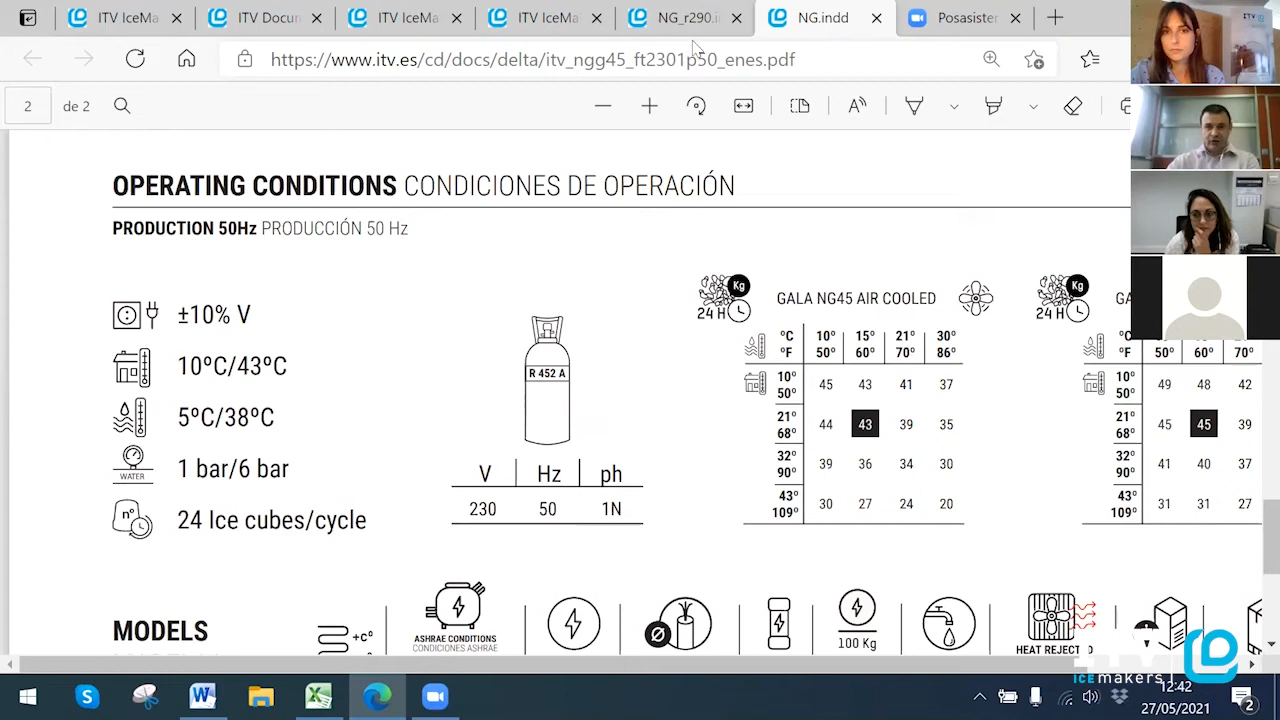 ITV IceMa
ITV Docun
ITV IceMa
ITV IceMa
NG_r290.i
NG.indd
Posasister
https://www.itv.es/cd/docs/delta/itv_ngg45_ft2301p50_enes.pdf
2 de 2
OPERATING CONDITIONS CONDICIONES DE OPERACIÓN
PRODUCTION 50Hz PRODUCCIÓN 50 Hz
±10% V
10ºC/43ºC
5ºC/38ºC
WATER 1 bar/6 bar
nº 24 Ice cubes/cycle
R 452 A
V Hz ph
230 50 1N
Kg
24 H
GALA NG45 AIR COOLED
ºC 10º 15º 21º 30º
ºF 50º 60º 70º 86º
10º 50º 45 43 41 37
21º 68º 44 43 39 35
32º 90º 39 36 34 30
43º 109º 30 27 24 20
Kg
24 H
GA
ºC
ºF 50º 60º 70º
10º 50º 49 48 42
21º 68º 45 45 39
32º 90º 41 40 37
43º 109º 31 31 27
MODELS
+Cº
ASHRAE CONDITIONS
CONDICIONES ASHRAE
Ø
100 Kg
HEAT REJECTED
ITV
ICEmakers
12:42
27/05/2021
2